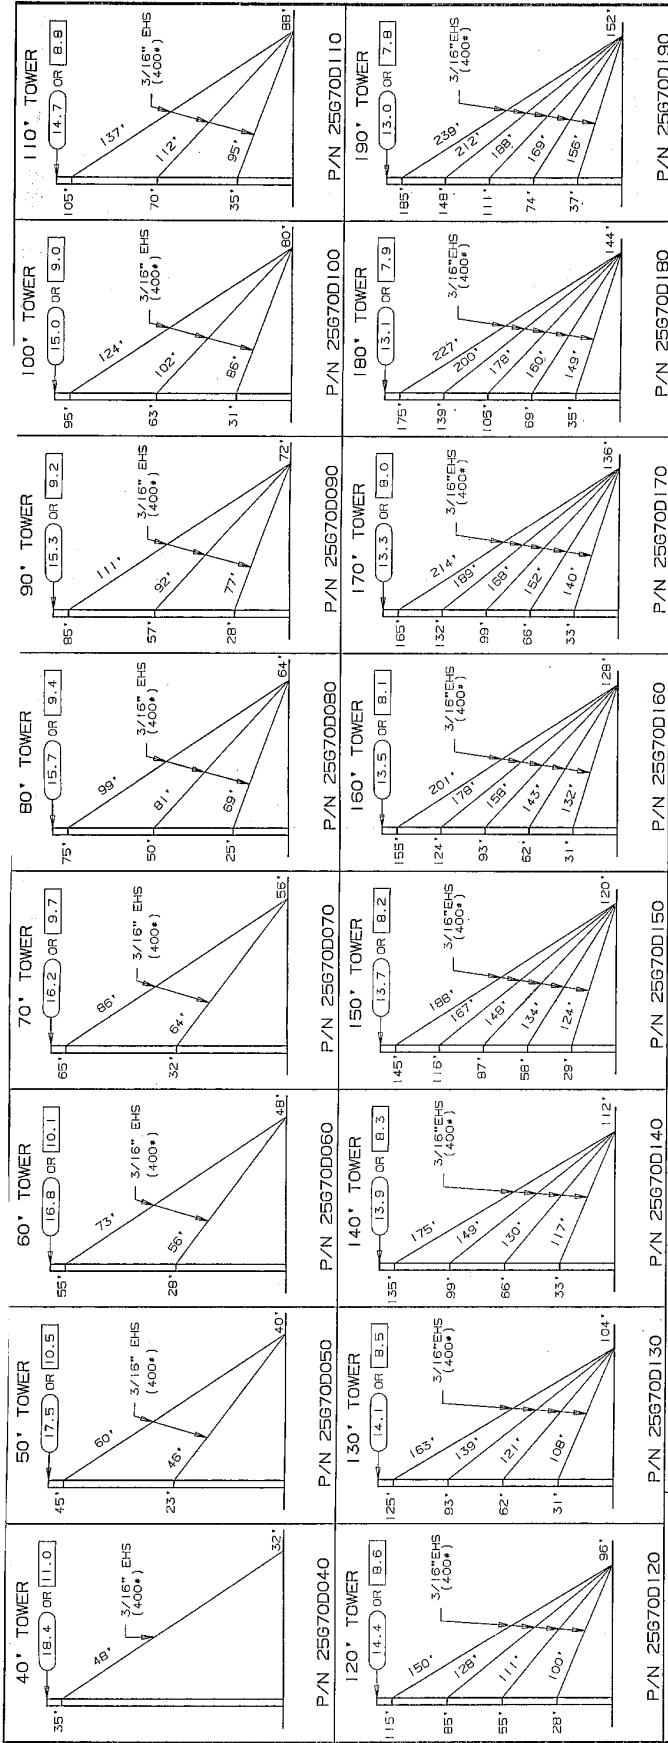 40' TOWER
18.4 OR 11.0
35'
48'
3/16" EHS
(400#)
32'
P/N 25G70D040
50' TOWER
17.5 OR 10.5
45'
23'
60'
46'
3/16" EHS
(400#)
40'
P/N 25G70D050
60' TOWER
16.8 OR 10.1
55'
28'
73'
56'
3/16" EHS
(400#)
48'
P/N 25G70D060
70' TOWER
16.2 OR 9.7
65'
32'
86'
64'
3/16" EHS
(400#)
56'
P/N 25G70D070
80' TOWER
15.7 OR 9.4
75'
50'
25'
99'
81'
69'
3/16" EHS
(400#)
64'
P/N 25G70D080
90' TOWER
15.3 OR 9.2
85'
57'
28'
111'
92'
77'
3/16" EHS
(400#)
72'
P/N 25G70D090
100' TOWER
15.0 OR 9.0
95'
63'
31'
124'
102'
86'
3/16" EHS
(400#)
80'
P/N 25G70D100
110' TOWER
14.7 OR 8.8
105'
70'
35'
137'
112'
95'
3/16" EHS
(400#)
88'
P/N 25G70D110
120' TOWER
14.4 OR 8.6
115'
85'
55'
28'
150'
128'
111'
100'
3/16"EHS
(400#)
96'
P/N 25G70D120
130' TOWER
14.1 OR 8.5
125'
93'
62'
31'
163'
139'
121'
108'
3/16"EHS
(400#)
104'
P/N 25G70D130
140' TOWER
13.9 OR 8.3
135'
99'
66'
33'
175'
149'
130'
117'
3/16"EHS
(400#)
112'
P/N 25G70D140
150' TOWER
13.7 OR 8.2
145'
116'
87'
58'
29'
188'
167'
148'
134'
124'
3/16"EHS
(400#)
120'
P/N 25G70D150
160' TOWER
13.5 OR 8.1
155'
124'
93'
62'
31'
201'
178'
158'
143'
132'
3/16"EHS
(400#)
128'
P/N 25G70D160
170' TOWER
13.3 OR 8.0
165'
132'
99'
66'
33'
214'
189'
168'
152'
140'
3/16"EHS
(400#)
136'
P/N 25G70D170
180' TOWER
13.1 OR 7.9
175'
139'
105'
69'
35'
227'
200'
178'
160'
149'
3/16"EHS
(400#)
144'
P/N 25G70D180
190' TOWER
13.0 OR 7.8
185'
148'
111'
74'
37'
239'
212'
188'
169'
156'
3/16"EHS
(400#)
152'
P/N 25G70D190